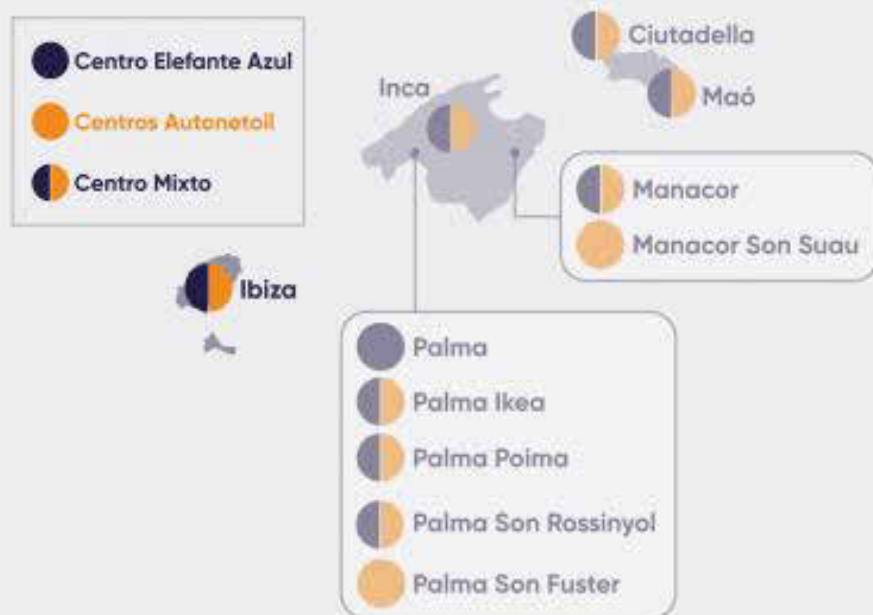 Centro Elefante Azul
Centros Autonetoil
Centro Mixto
Inca
Ciutadella
Maó
Manacor
Manacor Son Suau
Ibiza
Palma
Palma Ikea
Palma Poima
Palma Son Rossinyol
Palma Son Fuster